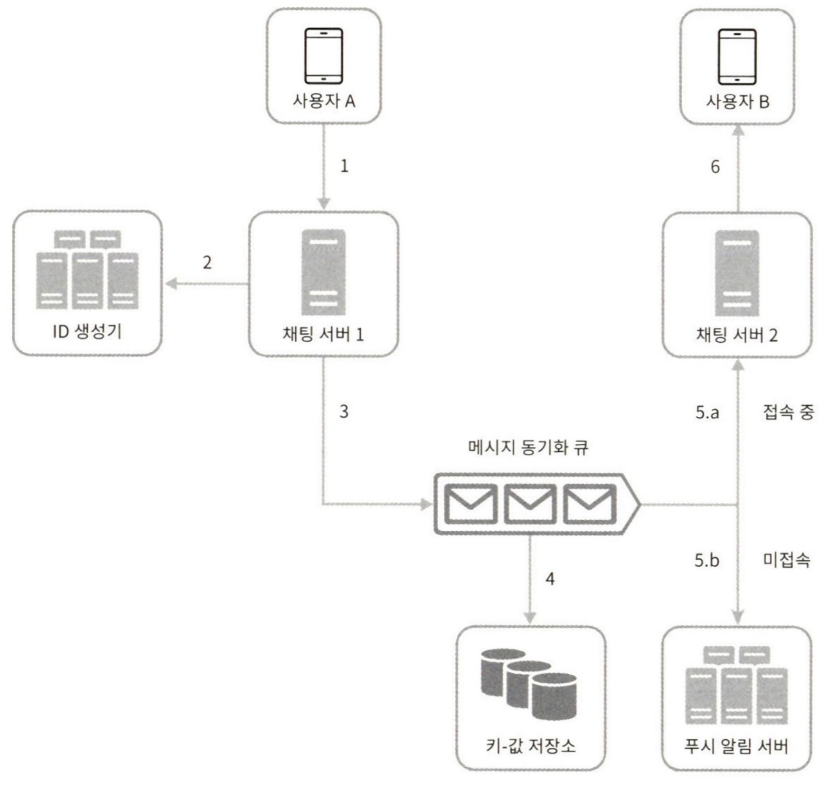 사용자 A
사용자 B
1
6
2
ID 생성기
채팅 서버 1
채팅 서버 2
3
5.a
접속 중
메시지 동기화 큐
5.b
미접속
4
키-값 저장소
푸시 알림 서버